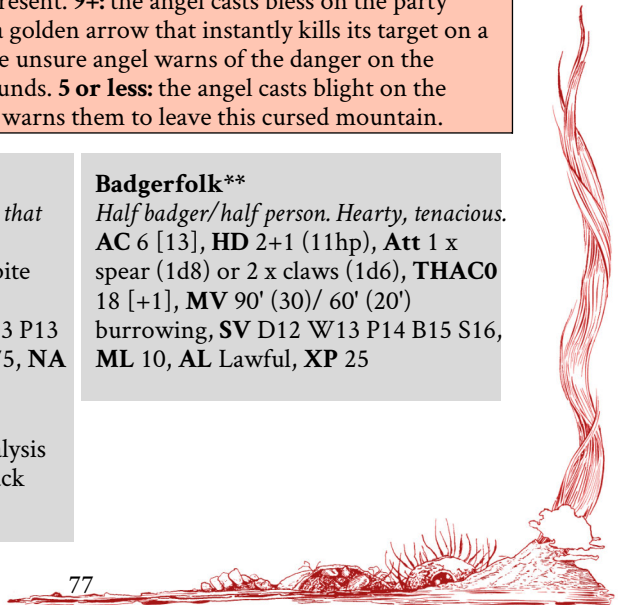 resent. 9+: the angel casts bless on the party
a golden arrow that instantly kills its target on a
e unsure angel warns of the danger on the
unds. 5 or less: the angel casts blight on the
warns them to leave this cursed mountain.
that
ite
3 P13
5, NA
lysis
ck
Badgerfolk**
Half badger/half person. Hearty, tenacious.
AC 6 [13], HD 2+1 (11hp), Att 1 x
spear (1d8) or 2 x claws (1d6), THAC0
18 [+1], MV 90' (30)/ 60' (20')
burrowing, SV D12 W13 P14 B15 S16,
ML 10, AL Lawful, XP 25
77